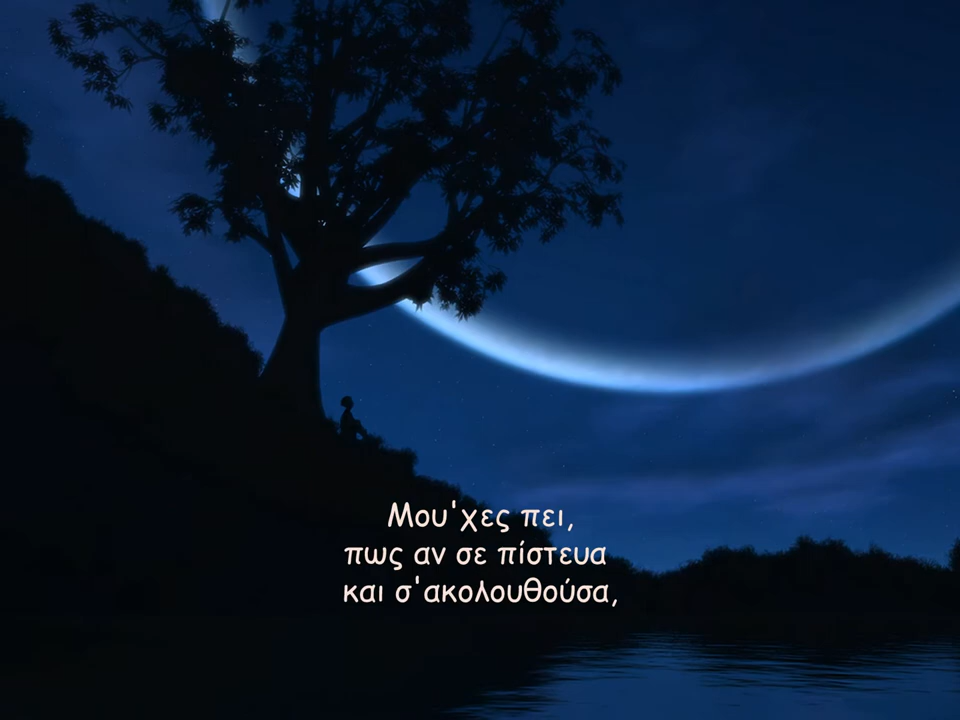 Μου'χες πει,
πως αν σε πίστευα
και σ'ακολουθούσα,